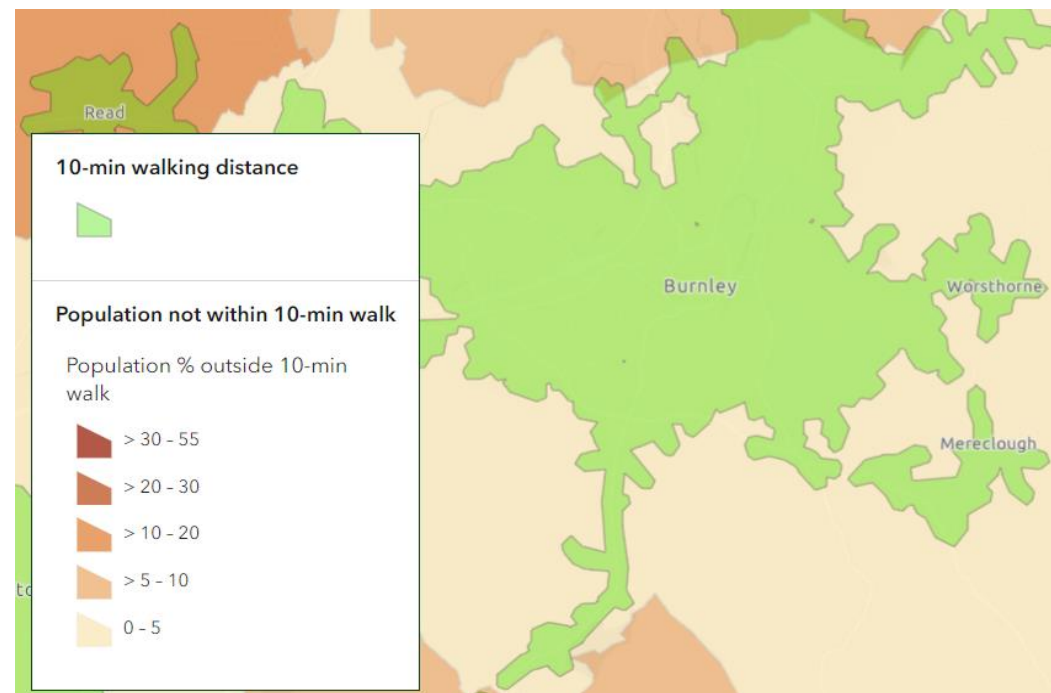 Read
10-min walking distance
Burnley
Worsthorne
Population not within 10-min walk
Population % outside 10-min
walk
> 30 - 55
Mereclough
> 20 - 30
> 10 - 20
> 5 - 10
0 - 5